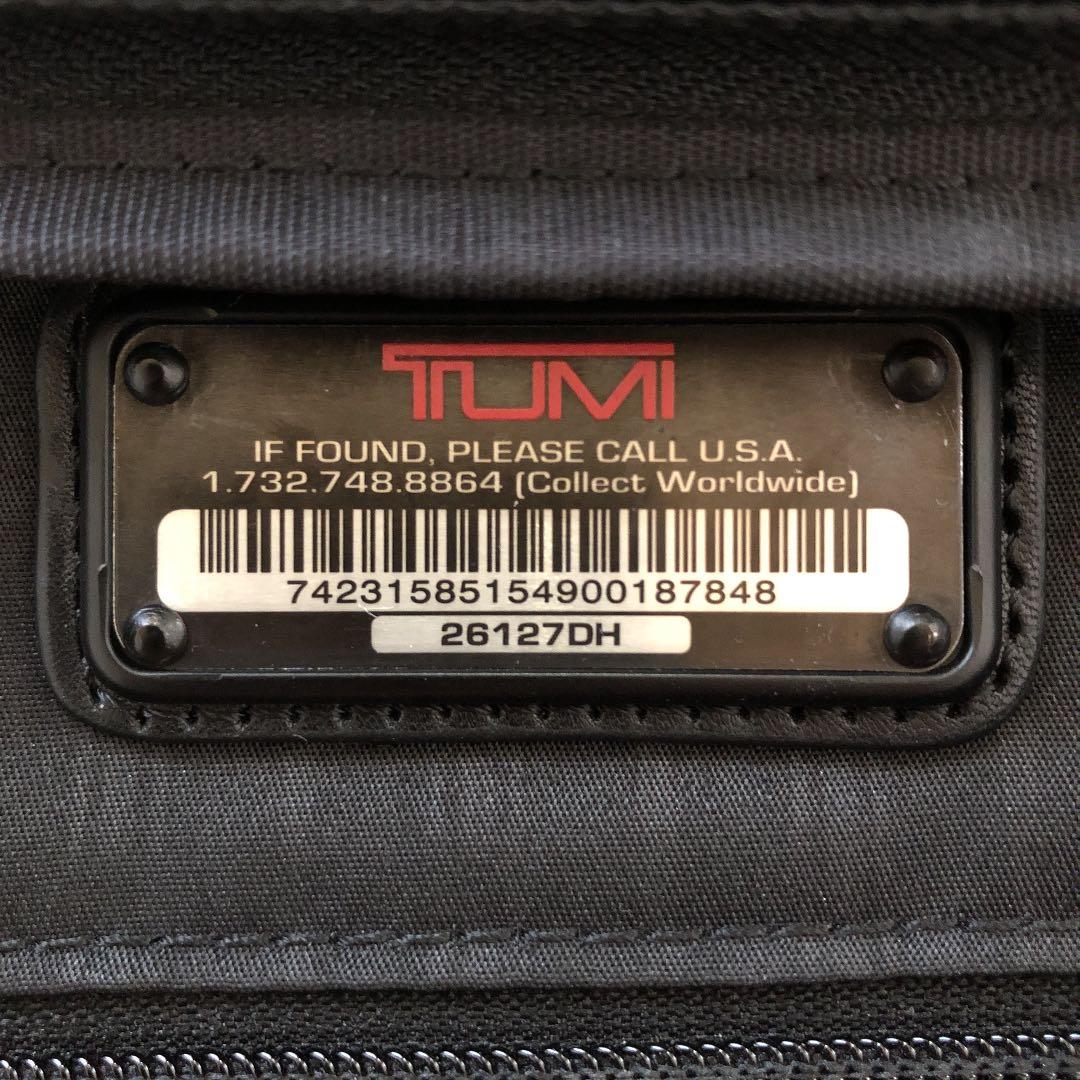 TUMI
IF FOUND, PLEASE CALL U.S.A.
1.732.748.8864 (Collect Worldwide)
74231585154900187848
26127DH